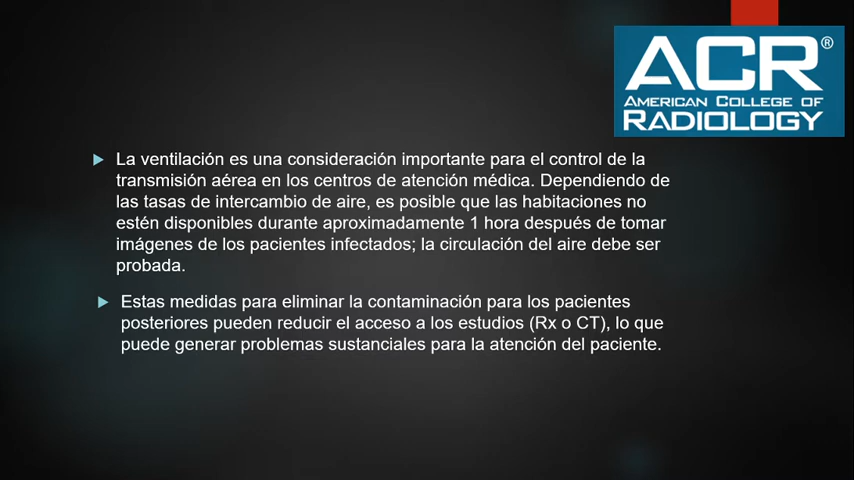 ACR®
AMERICAN COLLEGE OF
RADIOLOGY
La ventilación es una consideración importante para el control de la
transmisión aérea en los centros de atención médica. Dependiendo de
las tasas de intercambio de aire, es posible que las habitaciones no
estén disponibles durante aproximadamente 1 hora después de tomar
imágenes de los pacientes infectados; la circulación del aire debe ser
probada.
Estas medidas para eliminar la contaminación para los pacientes
posteriores pueden reducir el acceso a los estudios (Rx o CT), lo que
puede generar problemas sustanciales para la atención del paciente.